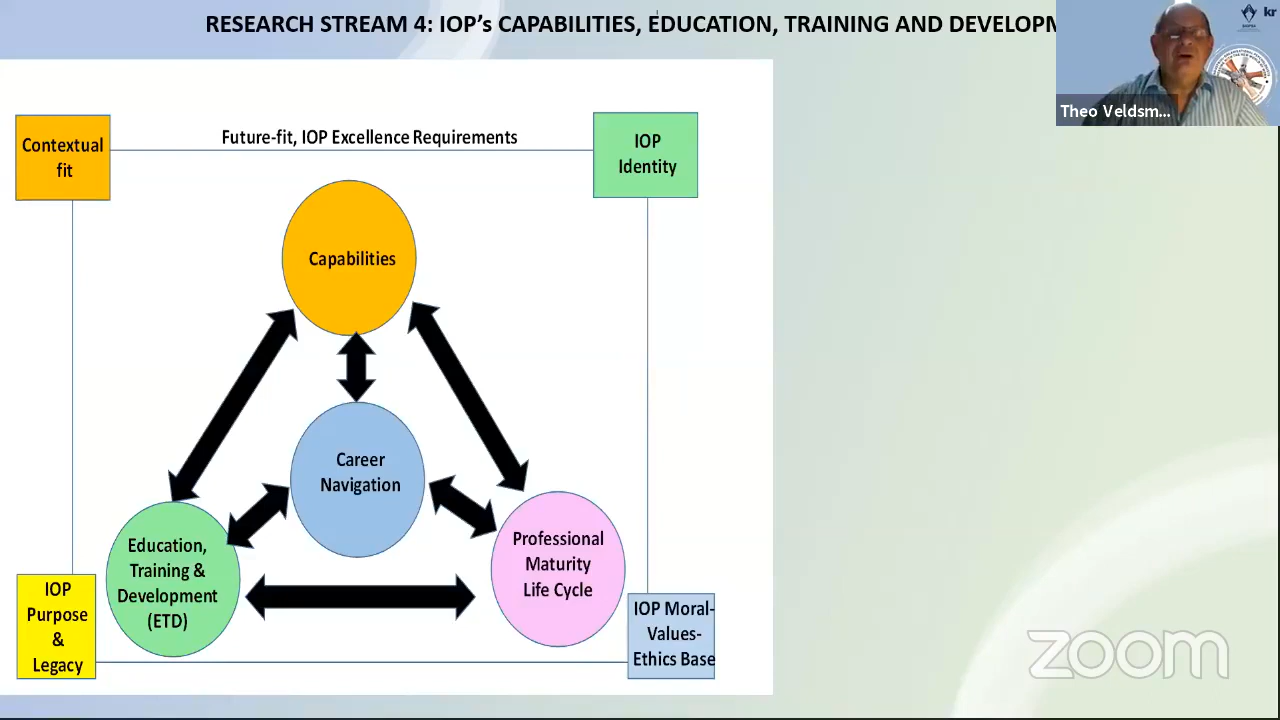 RESEARCH STREAM 4: IOP's CAPABILITIES, EDUCATION, TRAINING AND DEVELOPM
kr
Theo Veldsm...
Contextual
fit
Future-fit, IOP Excellence Requirements
IOP
Identity
Capabilities
Career
Navigation
Education,
Training &
Development
(ETD)
Professional
Maturity
Life Cycle
IOP
Purpose
&
Legacy
IOP Moral-
Values-
Ethics Base
zoom